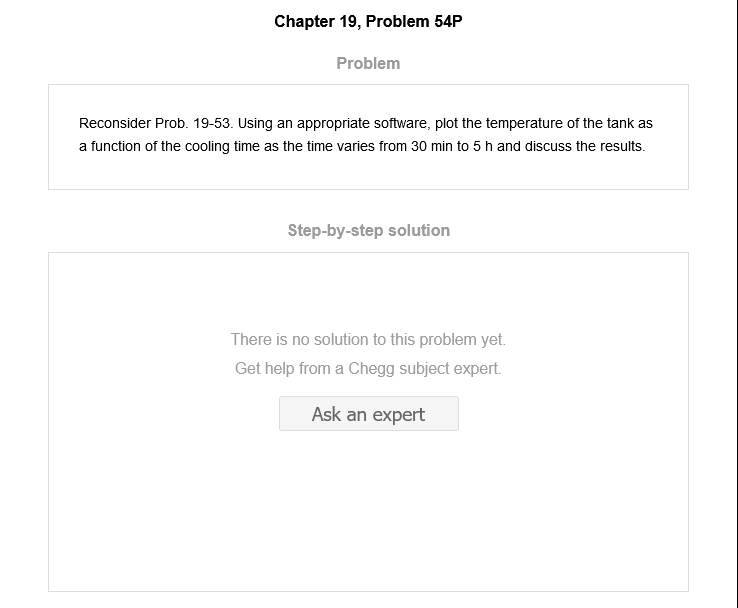 Chapter 19, Problem 54P
Problem
Reconsider Prob. 19-53. Using an appropriate software, plot the temperature of the tank as
a function of the cooling time as the time varies from 30 min to 5 h and discuss the results.
Step-by-step solution
There is no solution to this problem yet.
Get help from a Chegg subject expert.
Ask an expert